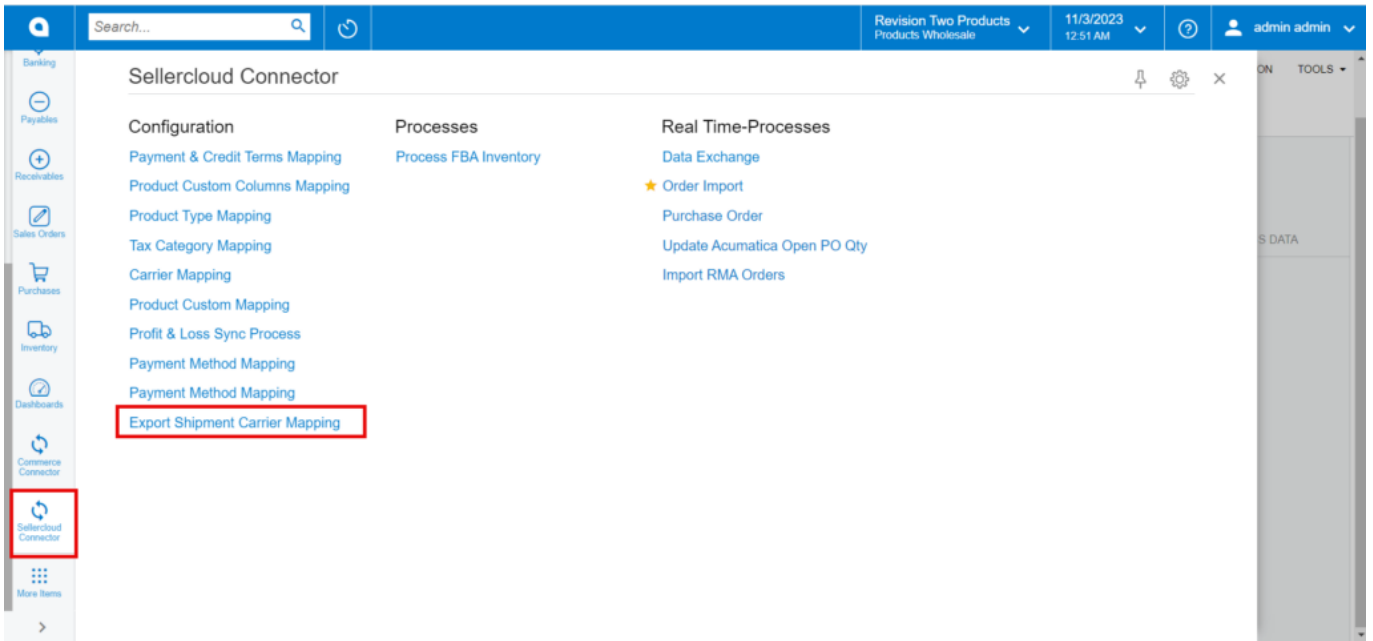 Search...
Revision Two Products
Products Wholesale
11/3/2023
12:51 AM
admin admin
Banking
Payables
Receivables
Sales Orders
Purchases
Inventory
Dashboards
Commerce
Connector
Sellercloud
Connector
More Items
Sellercloud Connector
Configuration
Payment & Credit Terms Mapping
Product Custom Columns Mapping
Product Type Mapping
Tax Category Mapping
Carrier Mapping
Product Custom Mapping
Profit & Loss Sync Process
Payment Method Mapping
Payment Method Mapping
Export Shipment Carrier Mapping
Processes
Process FBA Inventory
Real Time-Processes
Data Exchange
Order Import
Purchase Order
Update Acumatica Open PO Qty
Import RMA Orders
ON TOOLS
S DATA